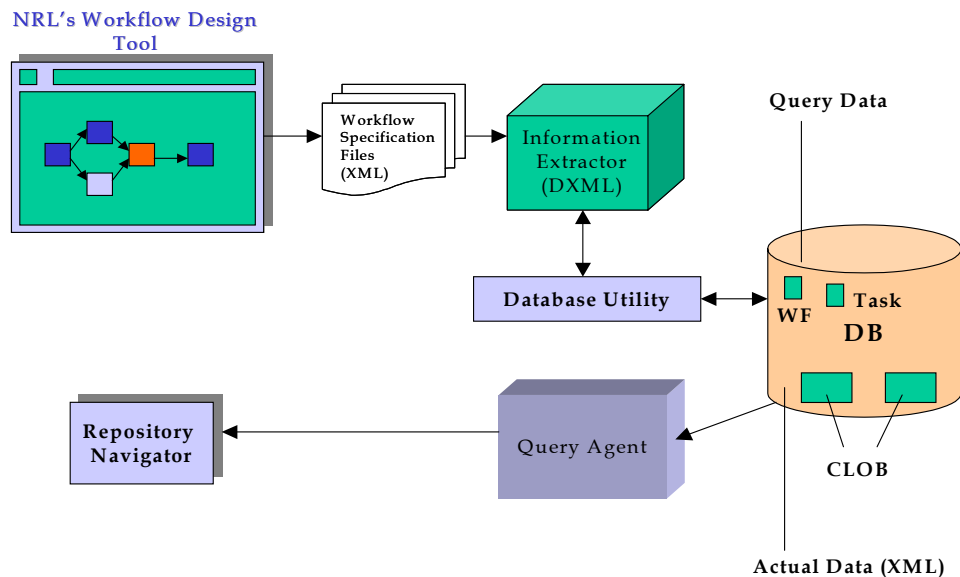 NRL's Workflow Design
Tool
Workflow
Specification
Files
(XML)
Information
Extractor
(DXML)
Query Data
Database Utility
WF
Task
DB
Repository
Navigator
Query Agent
CLOB
Actual Data (XML)